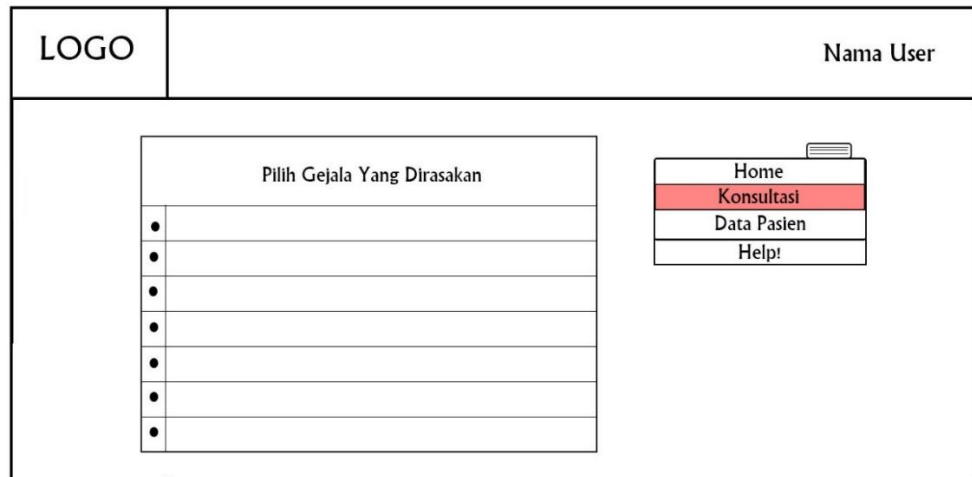 LOGO
Nama User
Pilih Gejala Yang Dirasakan
Home
Konsultasi
Data Pasien
Help!